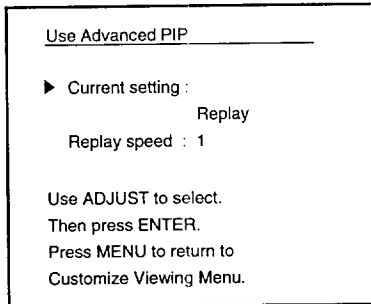 Use Advanced PIP
▶ Current setting :
Replay
Replay speed : 1
Use ADJUST to select.
Then press ENTER.
Press MENU to return to
Customize Viewing Menu.